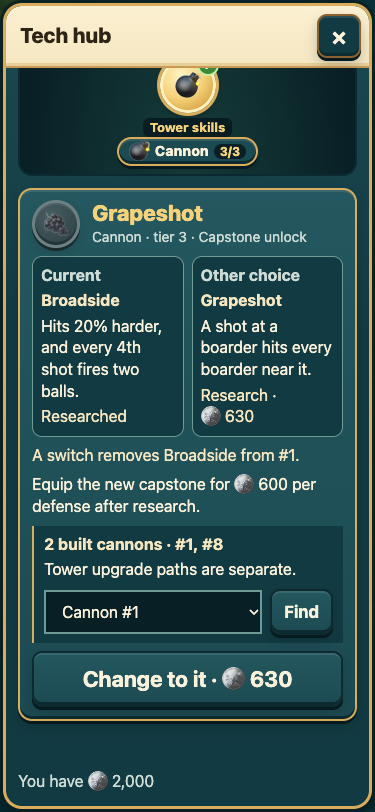 Tech hub
×
Tower skills
Cannon 3/3
Grapeshot
Cannon · tier 3 · Capstone unlock
Current
Broadside
Hits 20% harder,
and every 4th
shot fires two
balls.
Researched
Other choice
Grapeshot
A shot at a
boarder hits every
boarder near it.
Research ·
630
A switch removes Broadside from #1.
Equip the new capstone for 600 per
defense after research.
2 built cannons · #1, #8
Tower upgrade paths are separate.
Cannon #1
Find
Change to it · 630
You have 2,000